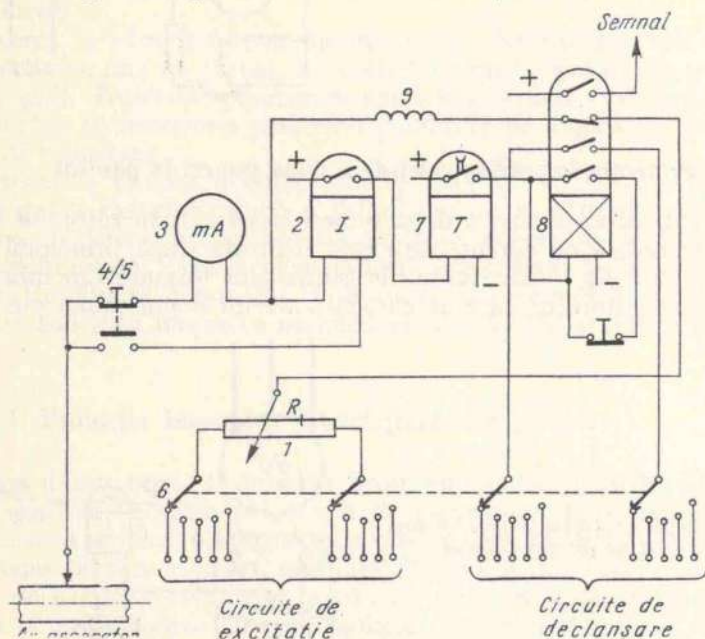 Semnal
+
9
+
+
3
mA
2
I
7
T
8
-
-
4/5
R
1
6
Circuite de
excitatie
Circuite de
declansare